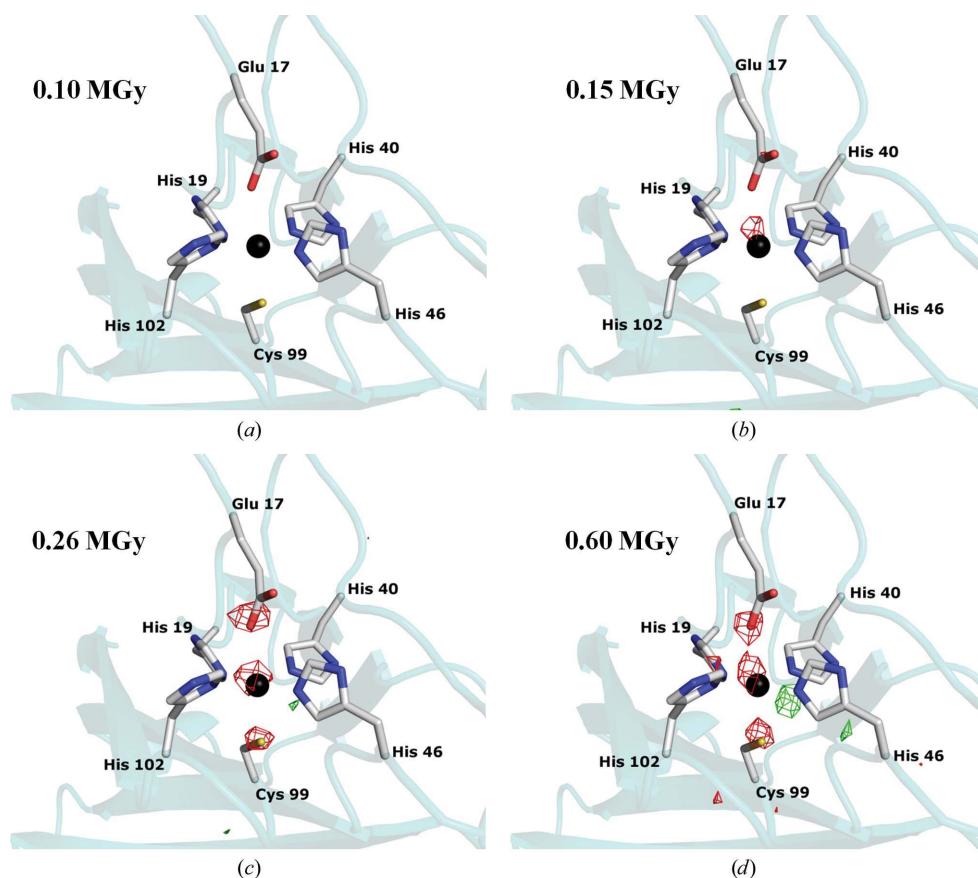 Glu 17
0.10 MGy
His 40
His 19
His 102
His 46
Cys 99
(a)
Glu 17
0.15 MGy
His 40
His 19
His 102
His 46
Cys 99
(b)
Glu 17
0.26 MGy
His 40
His 19
His 102
His 46
Cys 99
(c)
Glu 17
0.60 MGy
His 40
His 19
His 102
His 46
Cys 99
(d)